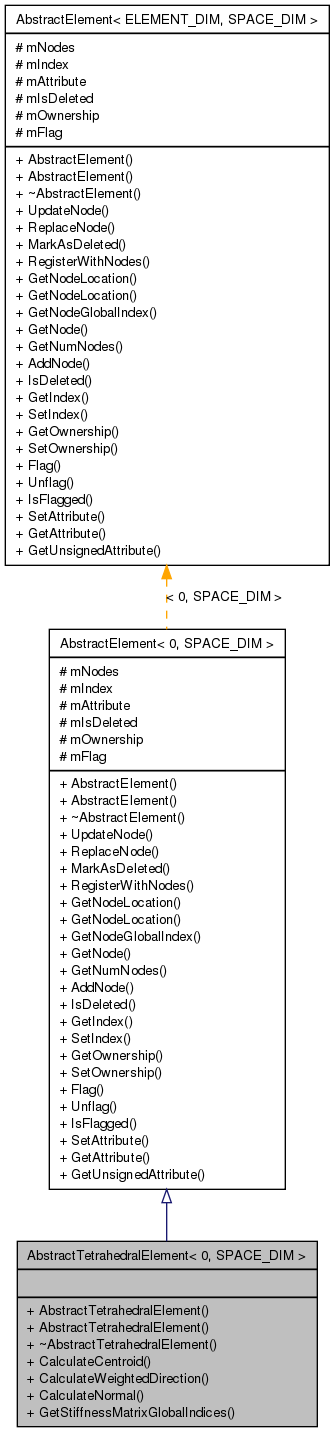 AbstractElement< ELEMENT_DIM, SPACE_DIM >
# mNodes
# mIndex
# mAttribute
# mIsDeleted
# mOwnership
# mFlag
+ AbstractElement()
+ AbstractElement()
+ ~AbstractElement()
+ UpdateNode()
+ ReplaceNode()
+ MarkAsDeleted()
+ RegisterWithNodes()
+ GetNodeLocation()
+ GetNodeLocation()
+ GetNodeGlobalIndex()
+ GetNode()
+ GetNumNodes()
+ AddNode()
+ IsDeleted()
+ GetIndex()
+ SetIndex()
+ GetOwnership()
+ SetOwnership()
+ Flag()
+ Unflag()
+ IsFlagged()
+ SetAttribute()
+ GetAttribute()
+ GetUnsignedAttribute()
< 0, SPACE_DIM >
AbstractElement< 0, SPACE_DIM >
# mNodes
# mIndex
# mAttribute
# mIsDeleted
# mOwnership
# mFlag
+ AbstractElement()
+ AbstractElement()
+ ~AbstractElement()
+ UpdateNode()
+ ReplaceNode()
+ MarkAsDeleted()
+ RegisterWithNodes()
+ GetNodeLocation()
+ GetNodeLocation()
+ GetNodeGlobalIndex()
+ GetNode()
+ GetNumNodes()
+ AddNode()
+ IsDeleted()
+ GetIndex()
+ SetIndex()
+ GetOwnership()
+ SetOwnership()
+ Flag()
+ Unflag()
+ IsFlagged()
+ SetAttribute()
+ GetAttribute()
+ GetUnsignedAttribute()
AbstractTetrahedralElement< 0, SPACE_DIM >
+ AbstractTetrahedralElement()
+ AbstractTetrahedralElement()
+ ~AbstractTetrahedralElement()
+ CalculateCentroid()
+ CalculateWeightedDirection()
+ CalculateNormal()
+ GetStiffnessMatrixGlobalIndices()